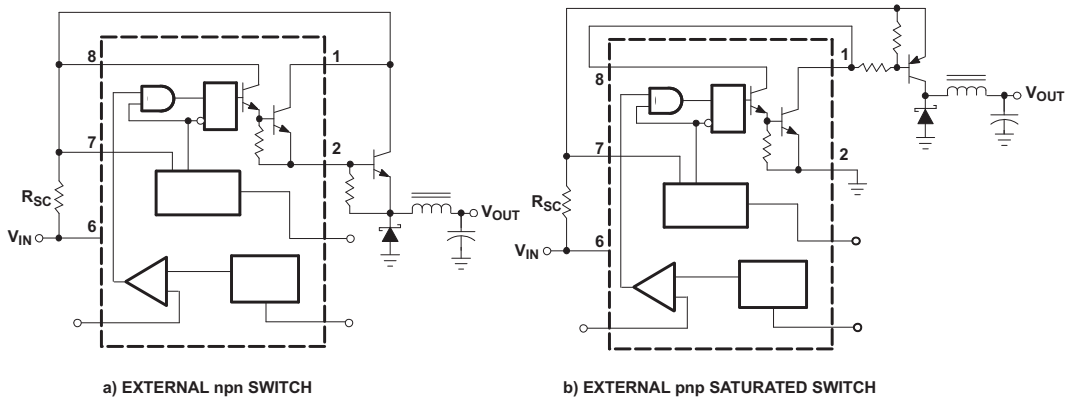 8
1
7
2
RSC
VOUT
VIN
6
a) EXTERNAL npn SWITCH
1
8
VOUT
7
2
RSC
VIN
6
b) EXTERNAL pnp SATURATED SWITCH